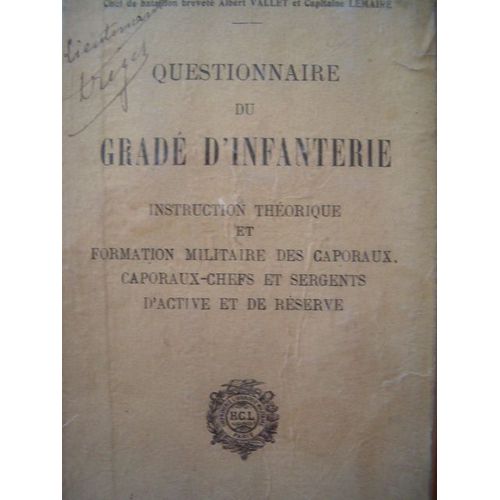 Chef de bataillon breveté Albert VALLET et Capitaine LEMAIRE
Lieutenant
QUESTIONNAIRE
DU
GRADÉ D'INFANTERIE
INSTRUCTION THÉORIQUE
ET
FORMATION MILITAIRE DES CAPORAUX,
CAPORAUX-CHEFS ET SERGENTS
D'ACTIVE ET DE RÉSERVE
H.C.L.
PARIS